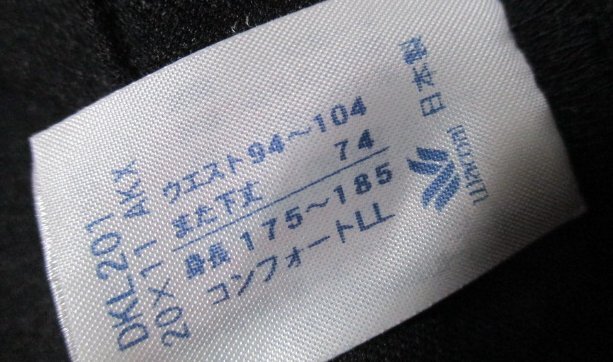 DKL201
20×11 AKX
ウエスト94〜104
また下丈 74
身長175〜185
コンフォートLL
日本製